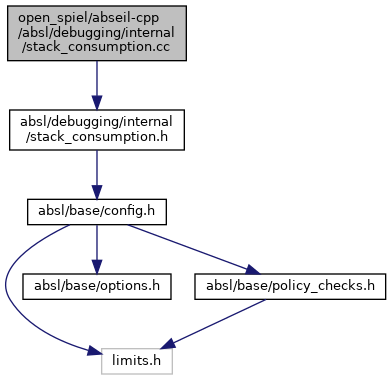 open_spiel/abseil-cpp
/absl/debugging/internal
/stack_consumption.cc
absl/debugging/internal
/stack_consumption.h
absl/base/config.h
absl/base/options.h
absl/base/policy_checks.h
limits.h